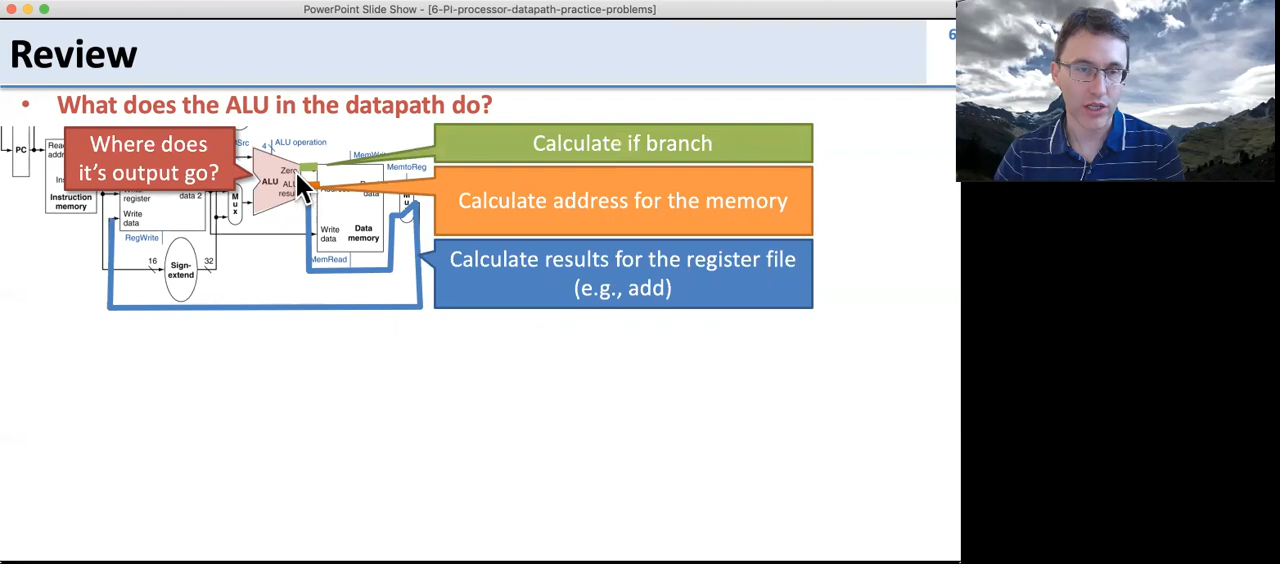 PowerPoint Slide Show - [6-PI-processor-datapath-practice-problems]
Review
6
• What does the ALU in the datapath do?
Where does
it's output go?
Calculate if branch
Calculate address for the memory
Calculate results for the register file
(e.g., add)
PC
Instruction
memory
register
Write
data
data 2
RegWrite
16
Sign-
extend
32
M
u
x
4
ALU operation
Zero
ALU
MemtoReg
Write
data
Data
memory
MemRead